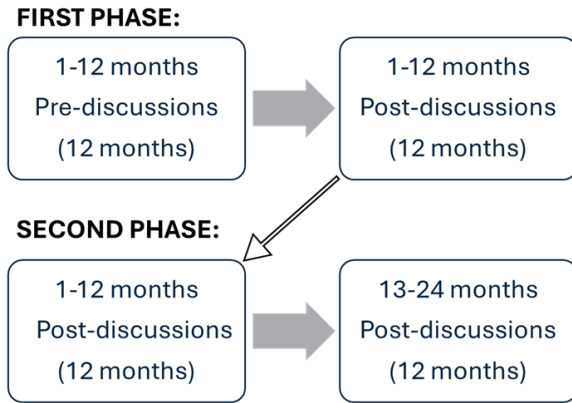 FIRST PHASE:
1-12 months
Pre-discussions
(12 months)
1-12 months
Post-discussions
(12 months)
SECOND PHASE:
1-12 months
Post-discussions
(12 months)
13-24 months
Post-discussions
(12 months)